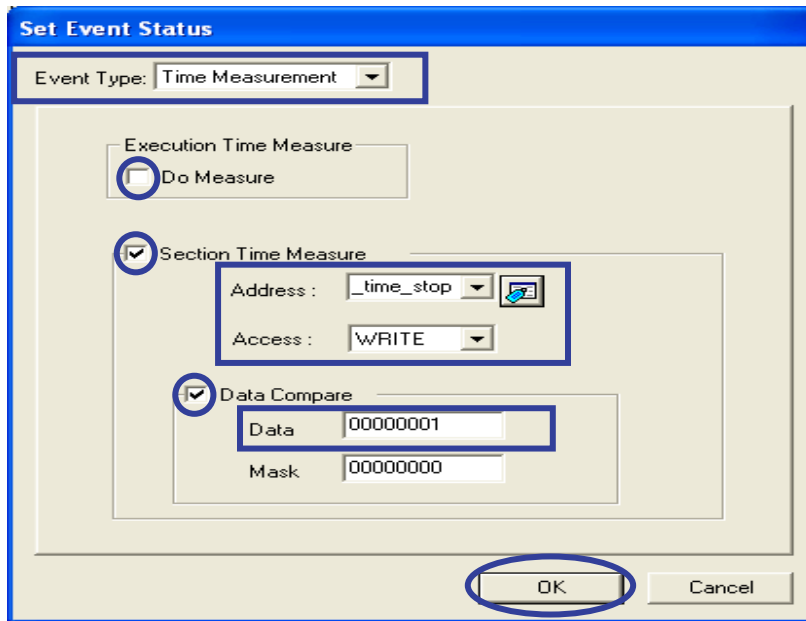 Set Event Status
Event Type: Time Measurement
Execution Time Measure
Do Measure
Section Time Measure
Address : _time_stop
Access : WRITE
Data Compare
Data 00000001
Mask 00000000
OK Cancel